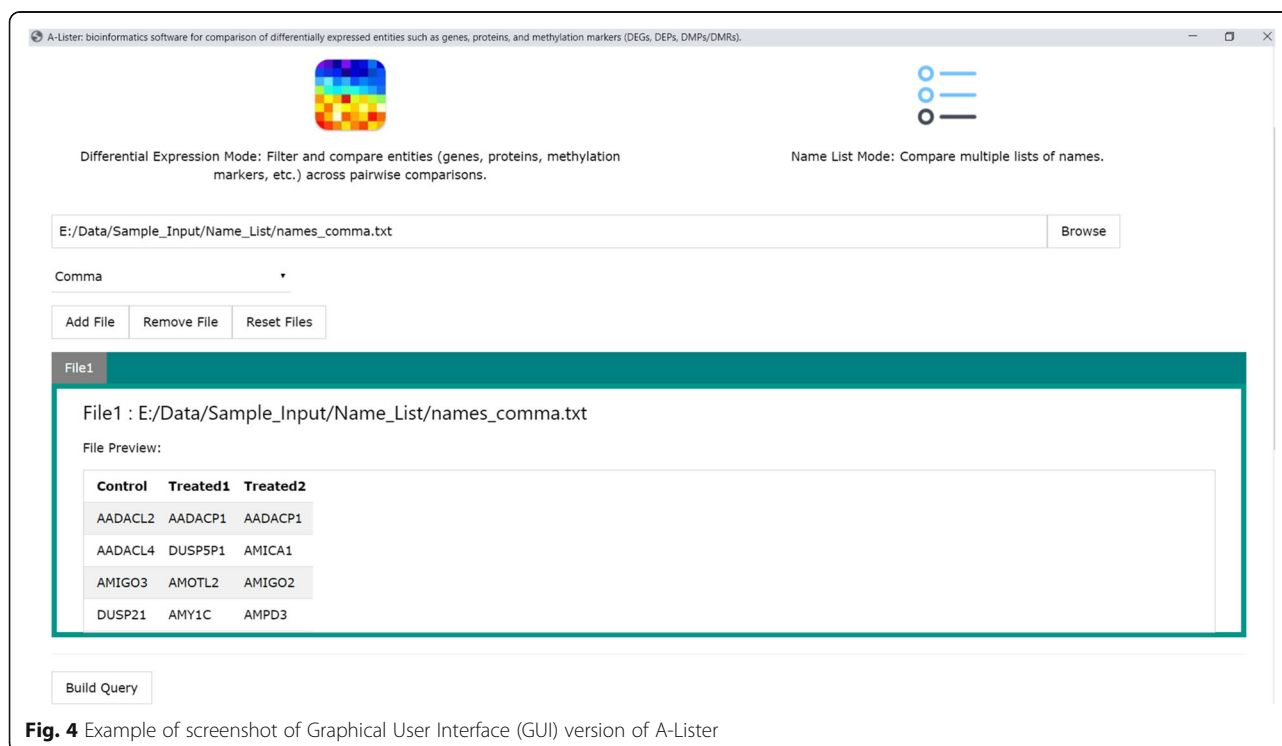 A-Lister: bioinformatics software for comparison of differentially expressed entities such as genes, proteins, and methylation markers (DEGs, DEPs, DMPs/DMRs).
Differential Expression Mode: Filter and compare entities (genes, proteins, methylation
markers, etc.) across pairwise comparisons.
Name List Mode: Compare multiple lists of names.
E:/Data/Sample_Input/Name_List/names_comma.txt Browse
Comma
Add File Remove File Reset Files
File1
File1 : E:/Data/Sample_Input/Name_List/names_comma.txt
File Preview:
Control Treated1 Treated2
AADACL2 AADACP1 AADACP1
AADACL4 DUSP5P1 AMICA1
AMIGO3 AMOTL2 AMIGO2
DUSP21 AMY1C AMPD3
Build Query
Fig. 4 Example of screenshot of Graphical User Interface (GUI) version of A-Lister